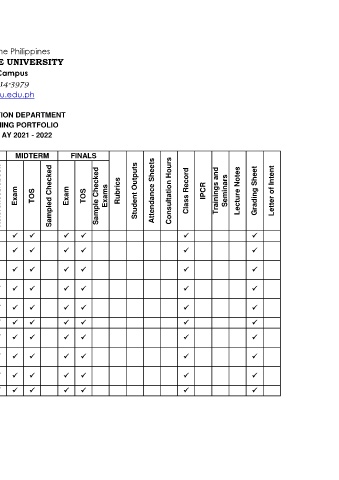 he Philippines
E UNIVERSITY
Campus
14-3979
u.edu.ph
ION DEPARTMENT
ING PORTFOLIO
AY 2021 - 2022
MIDTERM FINALS
Exam
TOS
Sampled Checked
Exam
TOS
Sample Checked
Exams
Rubrics
Student Outputs
Attendance Sheets
Consultation Hours
Class Record
IPCR
Trainings and
Seminars
Lecture Notes
Grading Sheet
Letter of Intent
✓ ✓ ✓ ✓ ✓ ✓
✓ ✓ ✓ ✓ ✓ ✓
✓ ✓ ✓ ✓ ✓ ✓
✓ ✓ ✓ ✓ ✓ ✓
✓ ✓ ✓ ✓ ✓ ✓
✓ ✓ ✓ ✓ ✓ ✓
✓ ✓ ✓ ✓ ✓ ✓
✓ ✓ ✓ ✓ ✓ ✓
✓ ✓ ✓ ✓ ✓ ✓
✓ ✓ ✓ ✓ ✓ ✓